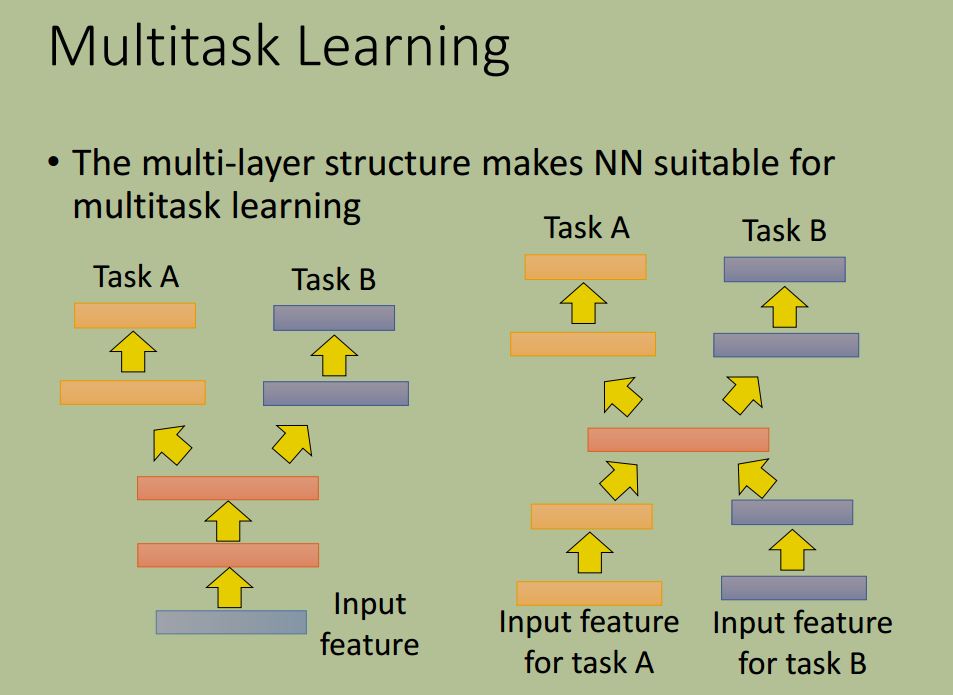 Multitask Learning
• The multi-layer structure makes NN suitable for
multitask learning
Task A
Task B
Input
feature
Task A
Task B
Input feature
for task A
Input feature
for task B